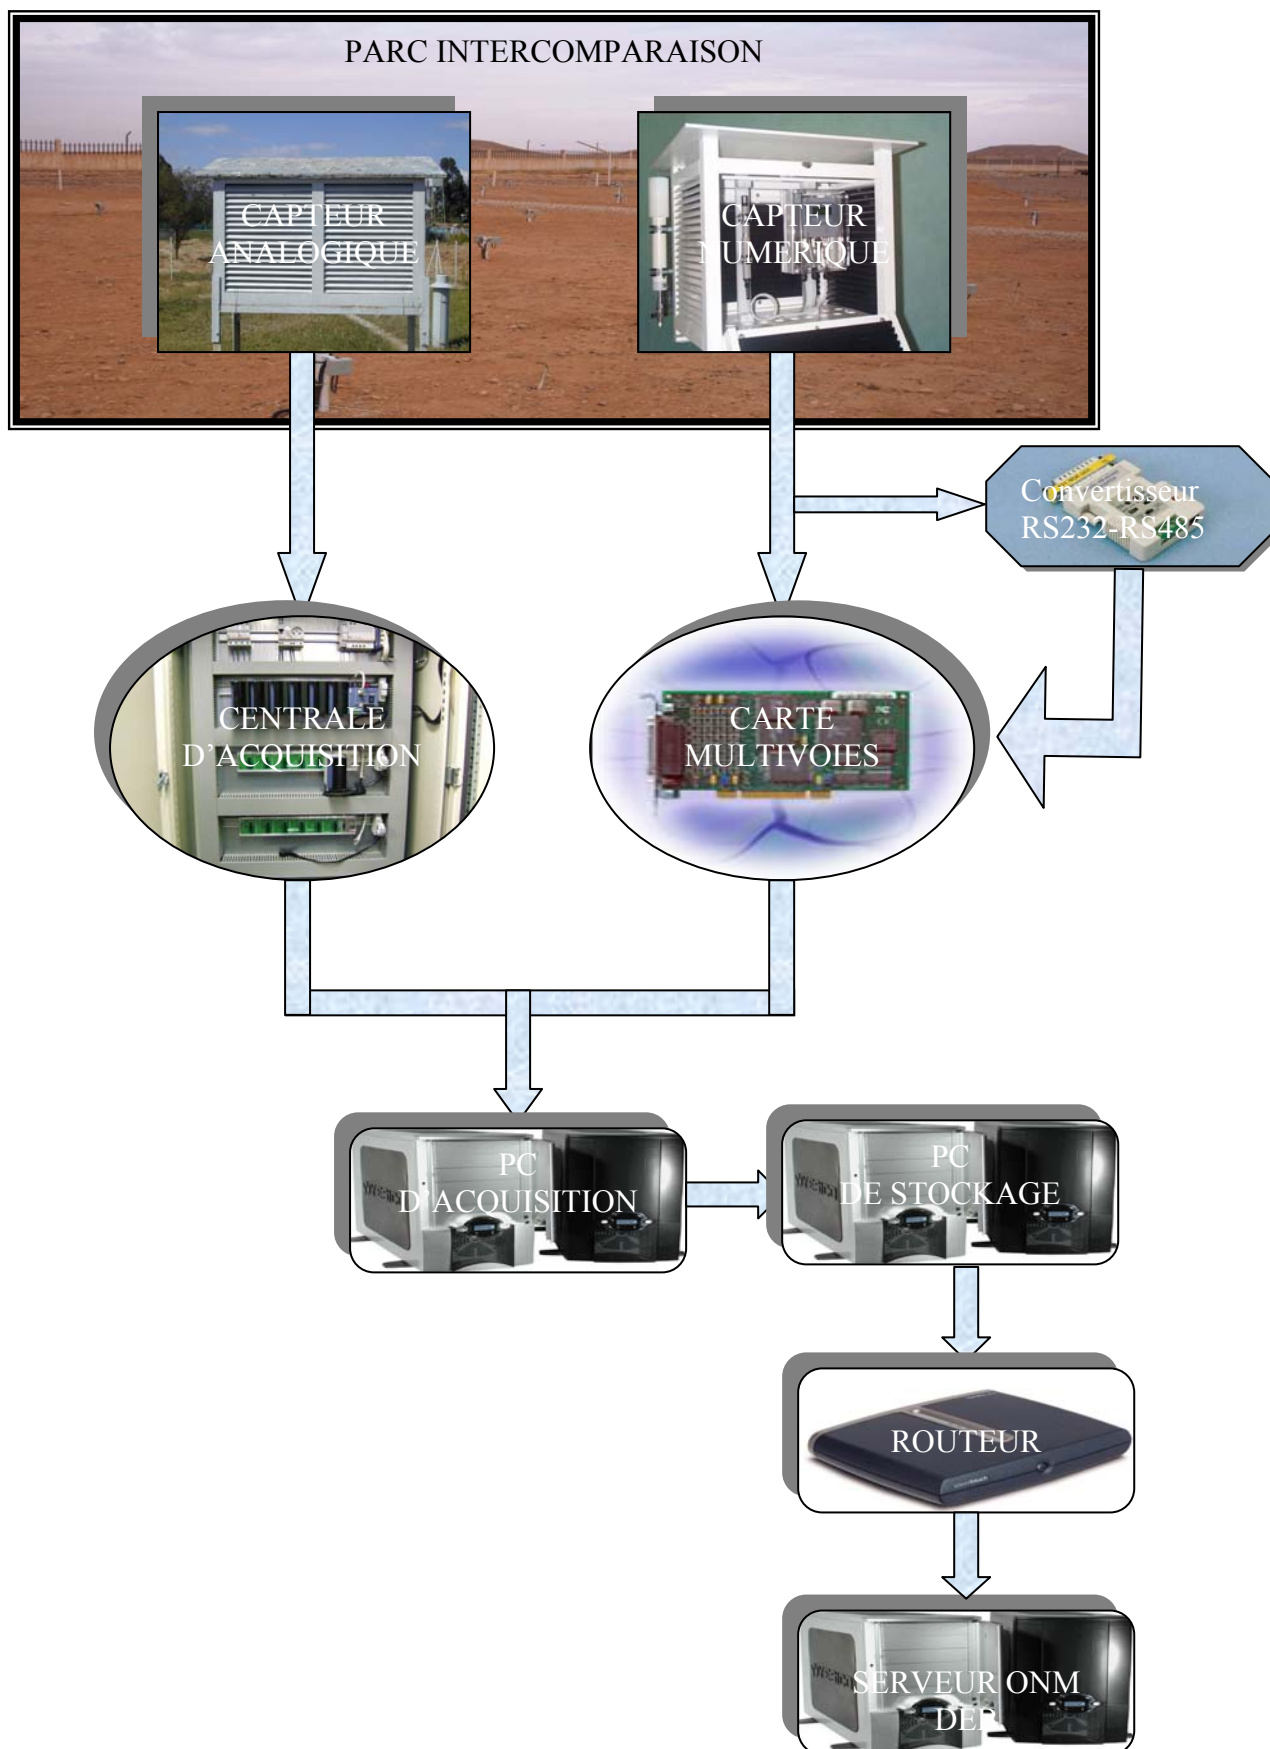 PARC INTERCOMPARAISON
CAPTEUR
ANALOGIQUE
CAPTEUR
NUMERIQUE
Convertisseur
RS232-RS485
CENTRALE
D’ACQUISITION
CARTE
MULTIVOIES
PC
D’ACQUISITION
PC
DE STOCKAGE
ROUTEUR
SERVEUR ONM